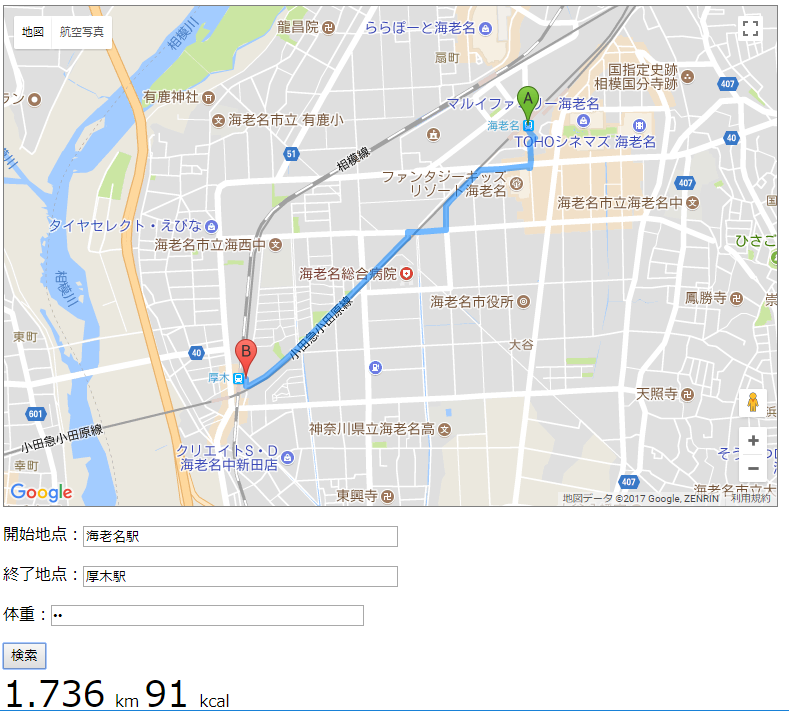 地図 航空写真
龍昌院
ららぽーと海老名
相模川
扇町
国指定史跡
相模国分寺跡
407
ラン
有鹿神社
マルイファミリー海老名
海老名市立 有鹿小
海老名
A
TOHOシネマズ 海老名
40
51
相模線
ファンタジーキッズ
リゾート海老名
407
海老名市立海老名中
タイヤセレクト・えびな
海老名市立海西中
ひさご
海老名総合病院
相模川
海老名市役所
鳳勝寺
崇
小田急小田原線
東町
大谷
40
B
厚木
天照寺
浜
601
小田急小田原線
神奈川県立海老名高
クリエイトS・D
海老名中新田店
幸町
407
東興寺
海老名市立大
Google
地図データ ©2017 Google, ZENRIN 利用規約
開始地点：海老名駅
終了地点：厚木駅
体重：••
検索
1.736 km 91 kcal